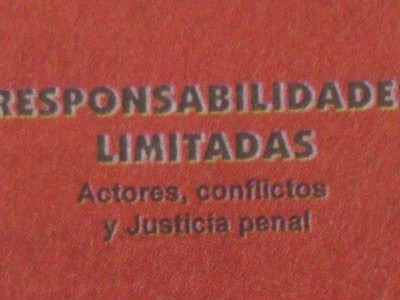 RESPONSABILIDADE
LIMITADAS
Actores, conflictos
y Justicia penal